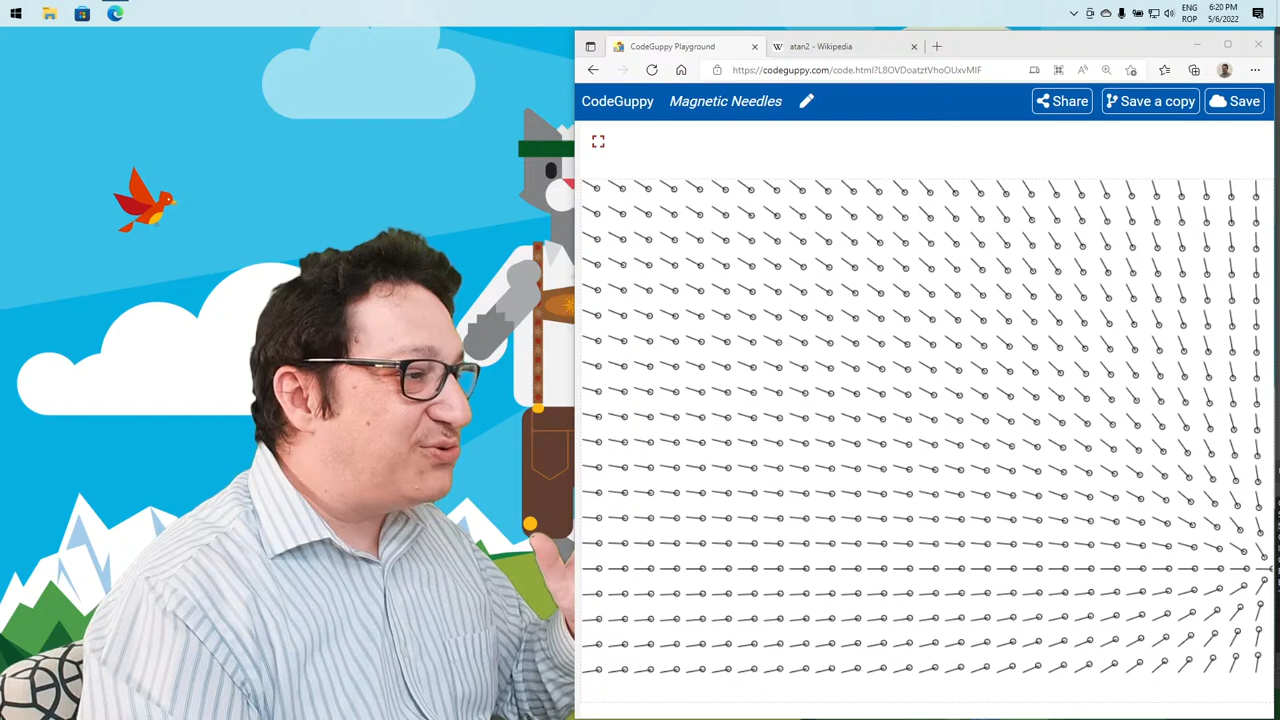 ENG
ROP
6:20 PM
5/6/2022
CodeGuppy Playground
W atan2 - Wikipedia
https://codeguppy.com/code.html?L8OVDoatztVhoOUxvMIF
CodeGuppy
Magnetic Needles
Share
Save a copy
Save